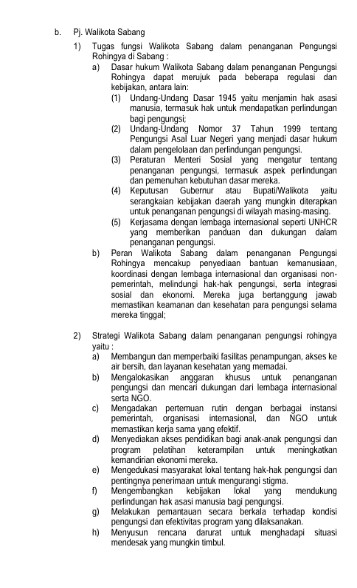 b. Pj. Walikota Sabang
1) Tugas fungsi Walikota Sabang dalam penanganan Pengungsi
Rohingya di Sabang :
a) Dasar hukum Walikota Sabang dalam penanganan Pengungsi
Rohingya dapat merujuk pada beberapa regulasi dan
kebijakan, antara lain:
(1) Undang-Undang Dasar 1945 yaitu menjamin hak asasi
manusia, termasuk hak untuk mendapatkan perlindungan
bagi pengungsi;
(2) Undang-Undang Nomor 37 Tahun 1999 tentang
Pengungsi Asal Luar Negeri yang menjadi dasar hukum
dalam pengelolaan dan perlindungan pengungsi.
(3) Peraturan Menteri Sosial yang mengatur tentang
penanganan pengungsi, termasuk aspek perlindungan
dan pemenuhan kebutuhan dasar mereka.
(4) Keputusan Gubernur atau Bupati/Walikota yaitu
serangkaian kebijakan daerah yang mungkin diterapkan
untuk penanganan pengungsi di wilayah masing-masing.
(5) Kerjasama dengan lembaga internasional seperti UNHCR
yang memberikan panduan dan dukungan dalam
penanganan pengungsi.
b) Peran Walikota Sabang dalam penanganan Pengungsi
Rohingya mencakup penyediaan bantuan kemanusiaan,
koordinasi dengan lembaga internasional dan organisasi non-
pemerintah, melindungi hak-hak pengungsi, serta integrasi
sosial dan ekonomi. Mereka juga bertanggung jawab
memastikan keamanan dan kesehatan para pengungsi selama
mereka tinggal;
2) Strategi Walikota Sabang dalam penanganan pengungsi rohingya
yaitu :
a) Membangun dan memperbaiki fasilitas penampungan, akses ke
air bersih, dan layanan kesehatan yang memadai.
b) Mengalokasikan anggaran khusus untuk penanganan
pengungsi dan mencari dukungan dari lembaga internasional
serta NGO.
c) Mengadakan pertemuan rutin dengan berbagai instansi
pemerintah, organisasi internasional, dan NGO untuk
memastikan kerja sama yang efektif.
d) Menyediakan akses pendidikan bagi anak-anak pengungsi dan
program pelatihan keterampilan untuk meningkatkan
kemandirian ekonomi mereka.
e) Mengedukasi masyarakat lokal tentang hak-hak pengungsi dan
pentingnya penerimaan untuk mengurangi stigma.
f) Mengembangkan kebijakan lokal yang mendukung
perlindungan hak asasi manusia bagi pengungsi.
g) Melakukan pemantauan secara berkala terhadap kondisi
pengungsi dan efektivitas program yang dilaksanakan.
h) Menyusun rencana darurat untuk menghadapi situasi
mendesak yang mungkin timbul.